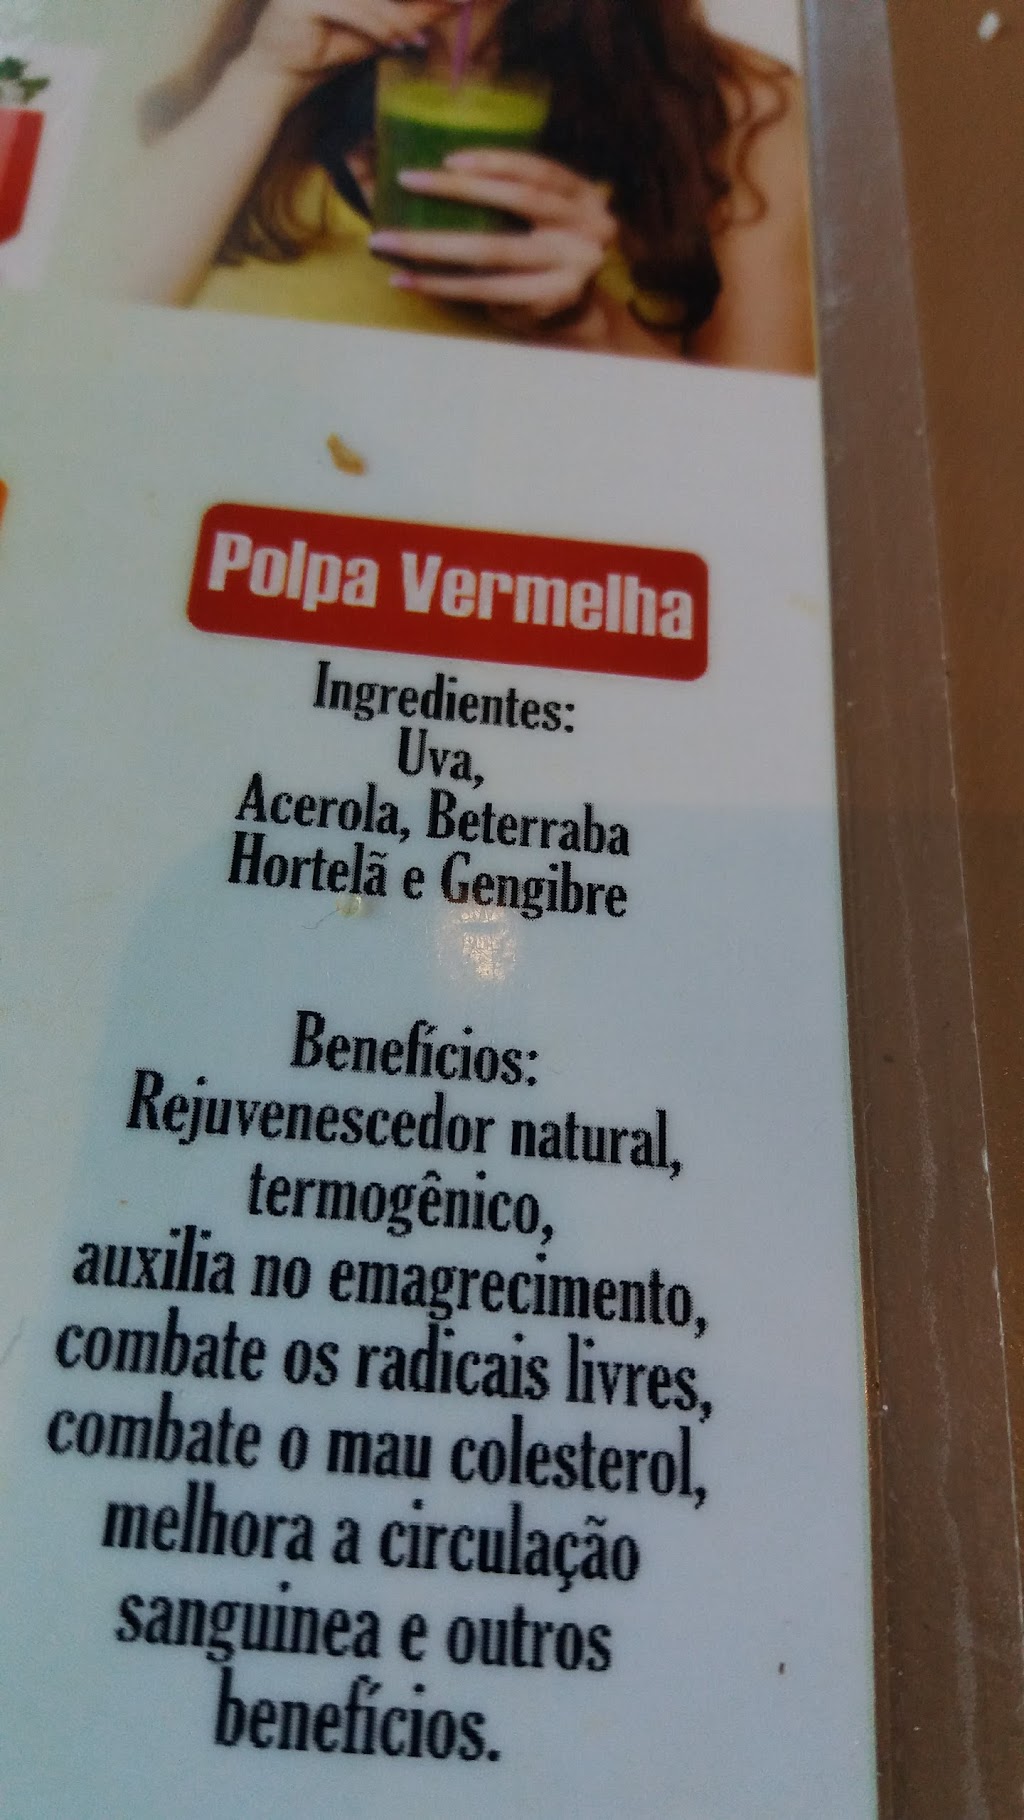 Polpa Vermelha
Ingredientes:
Uva,
Acerola, Beterraba
Hortelã e Gengibre
Benefícios:
Rejuvenescedor natural,
termogênico,
auxilia no emagrecimento,
combate os radicais livres,
combate o mau colesterol,
melhora a circulação
sanguinea e outros
benefícios.